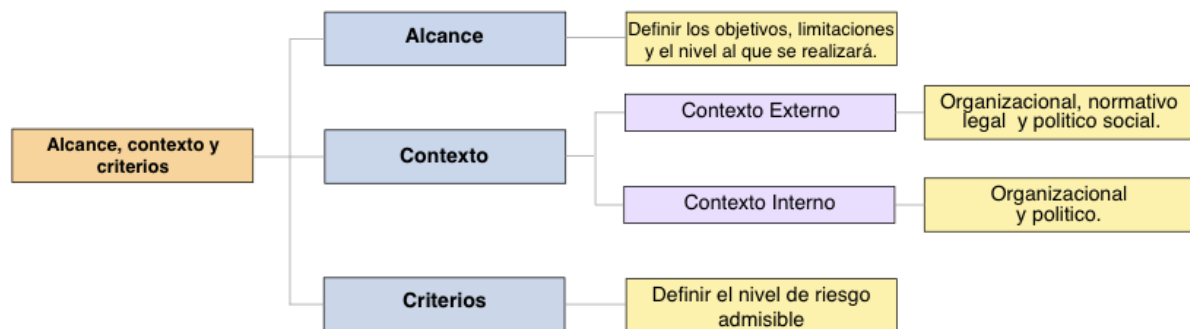 Alcance, contexto y
criterios
Alcance
Definir los objetivos, limitaciones
y el nivel al que se realizará.
Contexto
Contexto Externo
Organizacional, normativo
legal y politico social.
Contexto Interno
Organizacional
y politico.
Criterios
Definir el nivel de riesgo
admisible